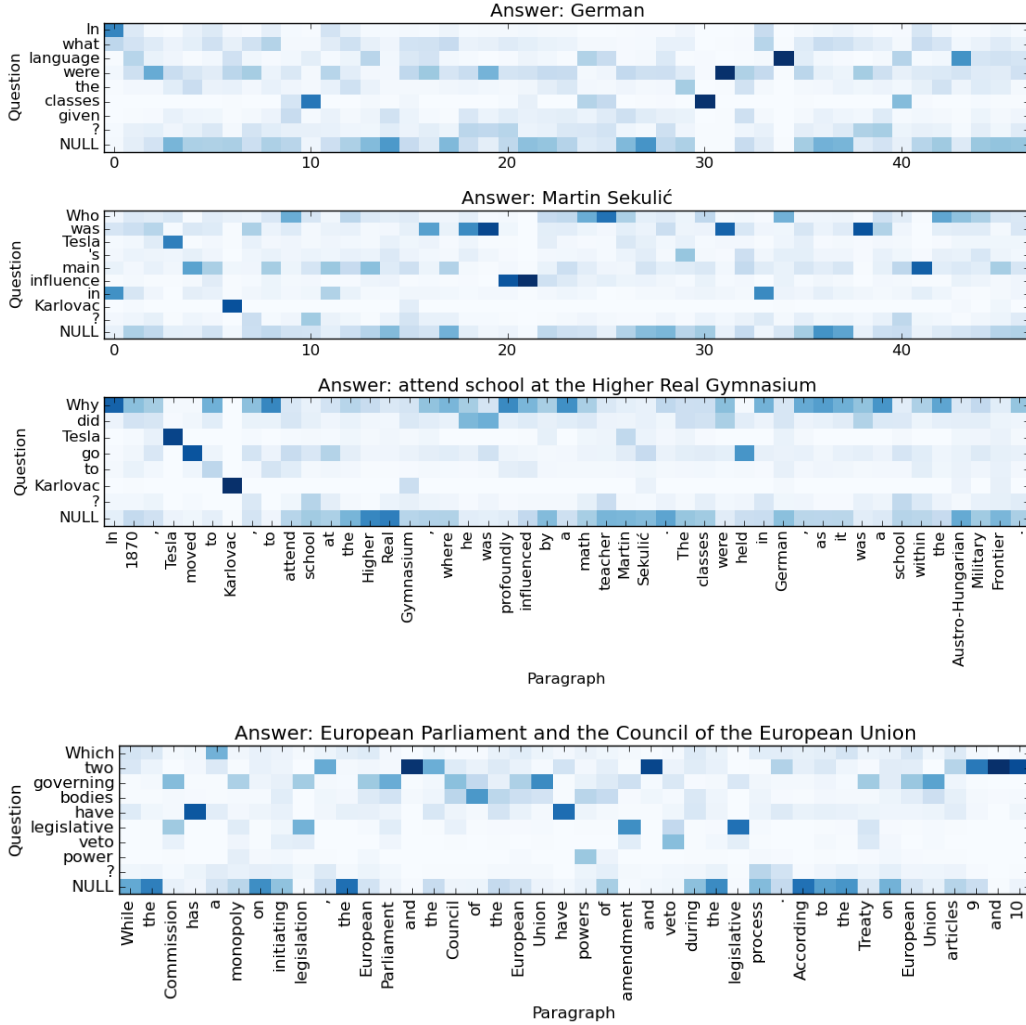 Answer: German
Question
In
what
language
were
the
classes
given
?
NULL
0 10 20 30 40
Answer: Martin Sekulić
Question
Who
was
Tesla
's
main
influence
in
Karlovac
?
NULL
0 10 20 30 40
Answer: attend school at the Higher Real Gymnasium
Question
Why
did
Tesla
go
to
Karlovac
?
NULL
In 1870 , Tesla moved to Karlovac , to attend school at the Higher Real Gymnasium , where he was profoundly influenced by a math teacher Martin Sekulić . The classes were held in German , as it was a school within the Austro-Hungarian Military Frontier .
Paragraph
Answer: European Parliament and the Council of the European Union
Question
Which
two
governing
bodies
have
legislative
veto
power
?
NULL
While the Commission has a monopoly on initiating legislation , the European Parliament and the Council of the European Union have powers of amendment and veto during the legislative process . According to the Treaty on European Union articles 9 and 10
Paragraph